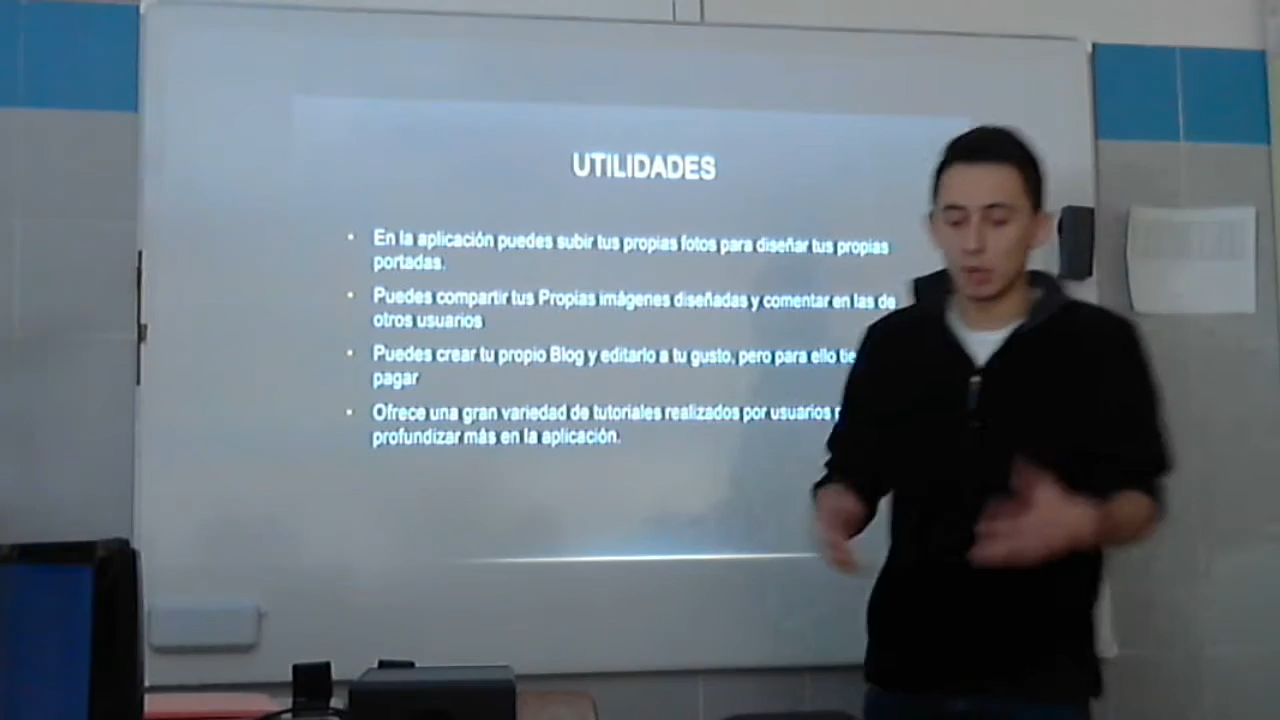 UTILIDADES
• En la aplicación puedes subir tus propias fotos para diseñar tus propias
portadas.
• Puedes compartir tus Propias imágenes diseñadas y comentar en las de
otros usuarios
• Puedes crear tu propio Blog y editarlo a tu gusto, pero para ello
pagar
• Ofrece una gran variedad de tutoriales realizados por usuarios
profundizar más en la aplicación.